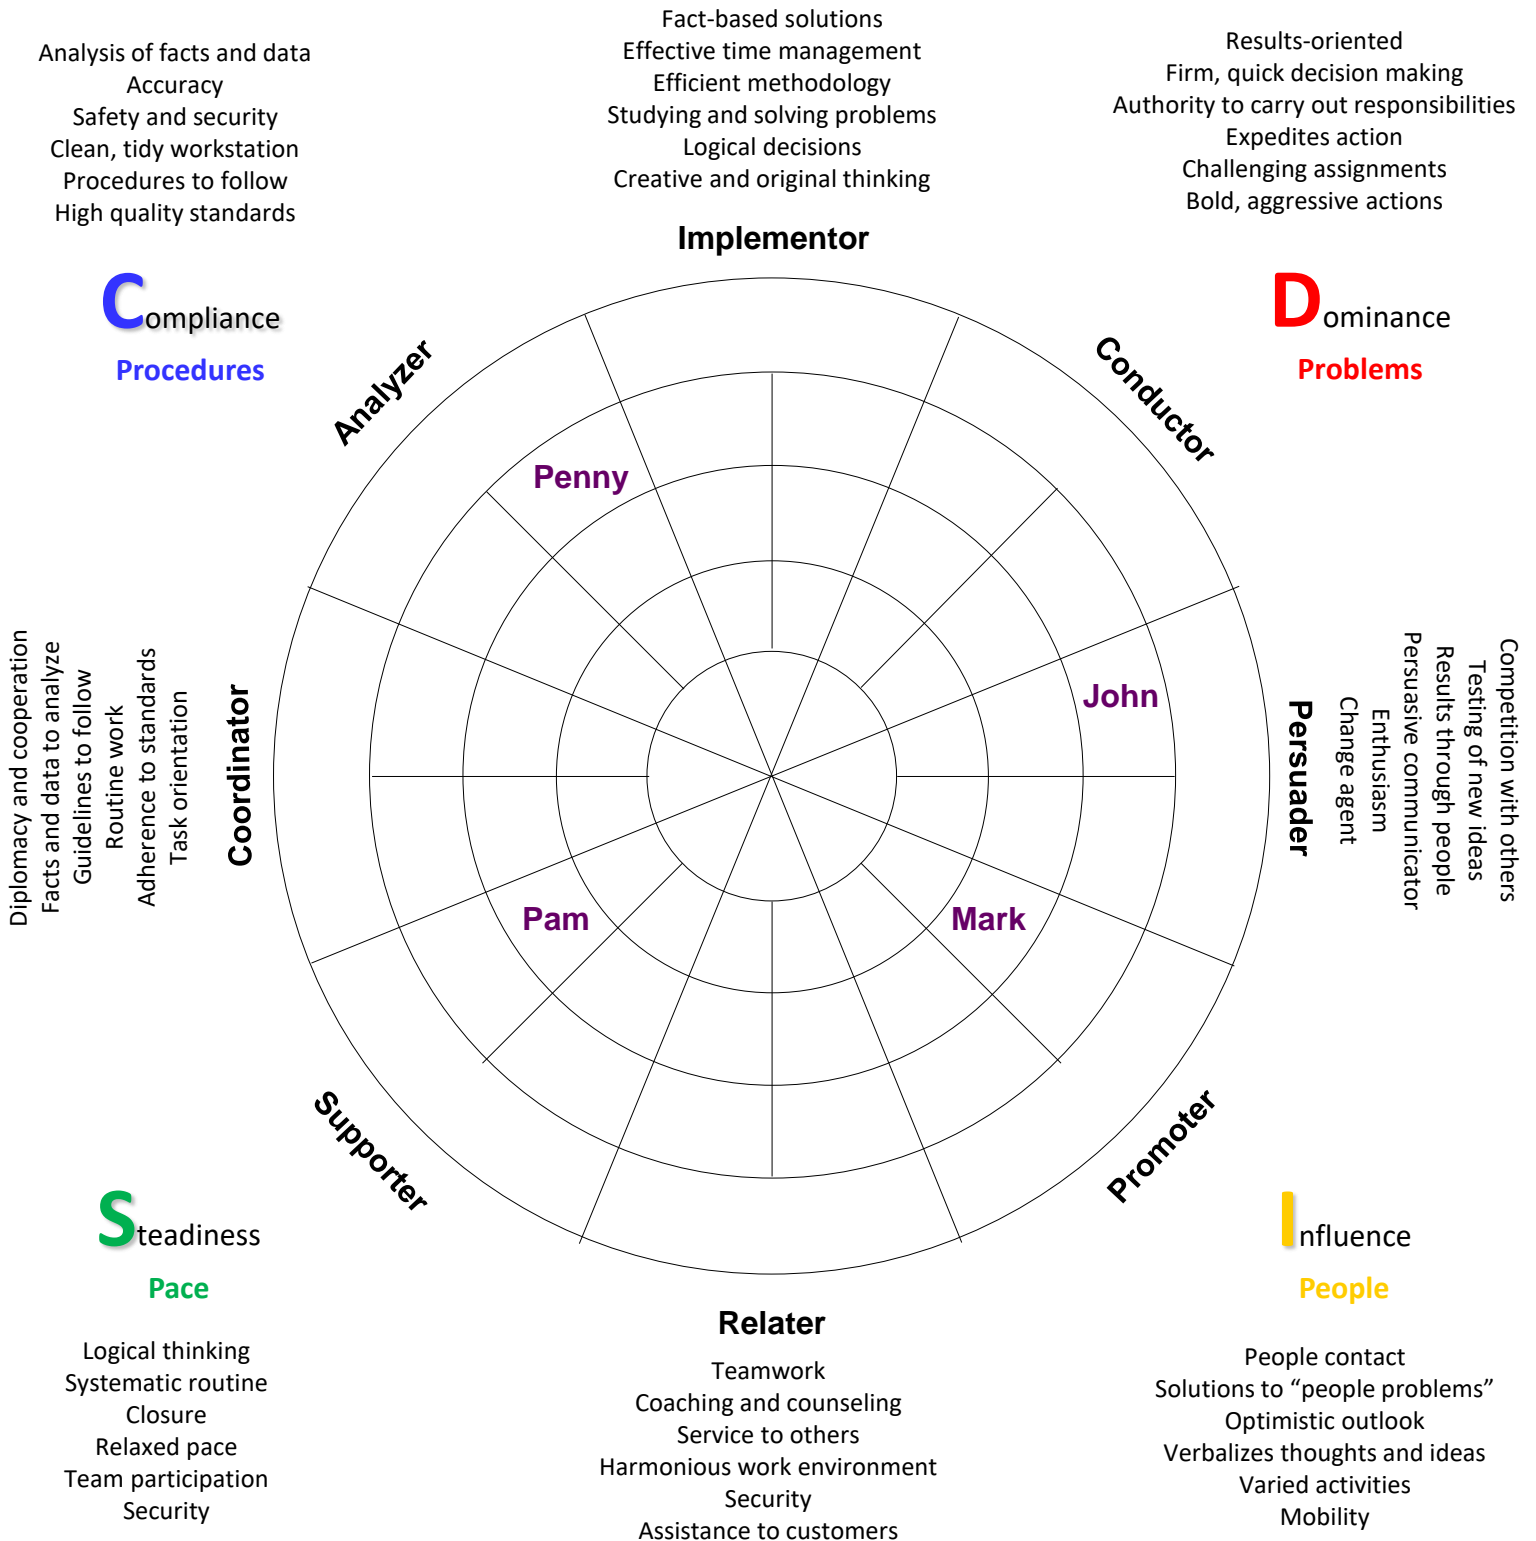 Analysis of facts and data
Accuracy
Safety and security
Clean, tidy workstation
Procedures to follow
High quality standards
Fact-based solutions
Effective time management
Efficient methodology
Studying and solving problems
Logical decisions
Creative and original thinking
Results-oriented
Firm, quick decision making
Authority to carry out responsibilities
Expedites action
Challenging assignments
Bold, aggressive actions
Implementor
Compliance
Procedures
Dominance
Problems
Analyzer
Conductor
Penny
John
Diplomacy and cooperation
Facts and data to analyze
Guidelines to follow
Routine work
Adherence to standards
Task orientation
Coordinator
Persuader
Competition with others
Testing of new ideas
Results through people
Persuasive communicator
Enthusiasm
Change agent
Pam
Mark
Supporter
Promoter
Steadiness
Pace
Influence
People
Relater
Logical thinking
Systematic routine
Closure
Relaxed pace
Team participation
Security
Teamwork
Coaching and counseling
Service to others
Harmonious work environment
Security
Assistance to customers
People contact
Solutions to “people problems”
Optimistic outlook
Verbalizes thoughts and ideas
Varied activities
Mobility